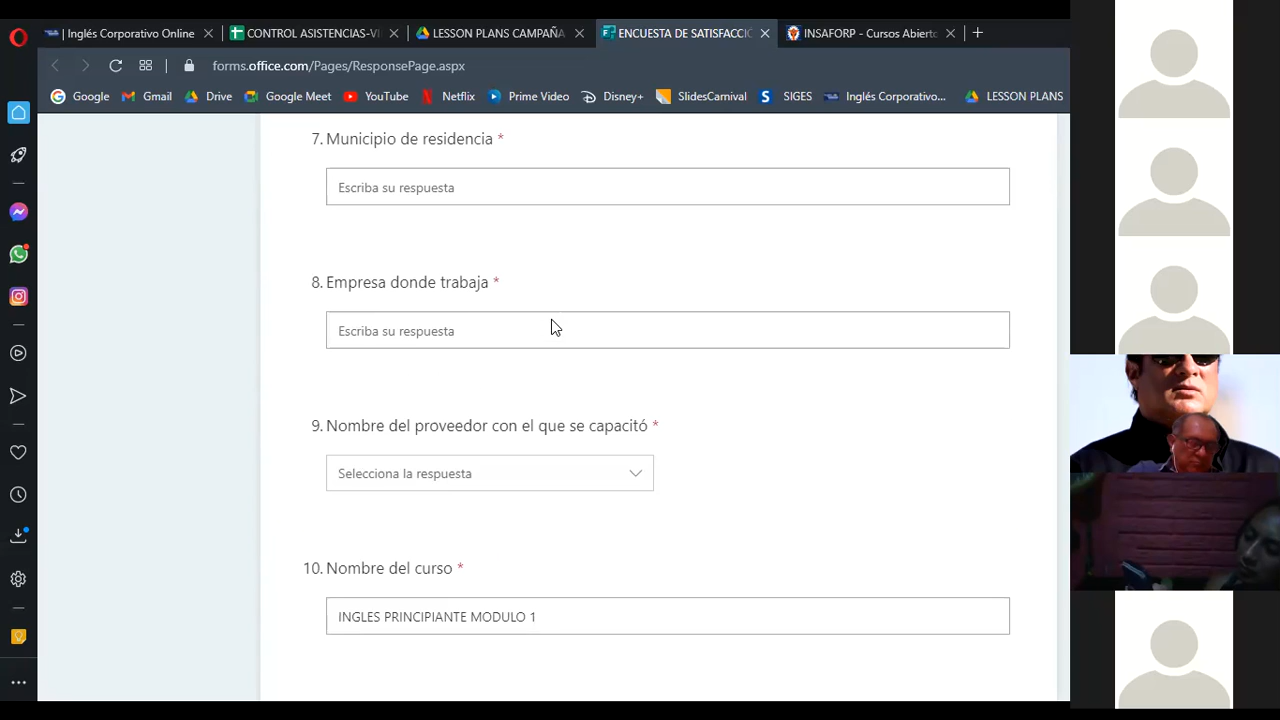 Inglés Corporativo Online
CONTROL ASISTENCIAS-VI
LESSON PLANS CAMPAÑA
ENCUESTA DE SATISFACCIÓ
INSAFORP - Cursos Abierto
forms.office.com/Pages/ResponsePage.aspx
Google
Gmail
Drive
Google Meet
YouTube
Netflix
Prime Video
Disney+
SlidesCarnival
SIGES
Inglés Corporativo...
LESSON PLANS
7. Municipio de residencia *
Escriba su respuesta
8. Empresa donde trabaja *
Escriba su respuesta
9. Nombre del proveedor con el que se capacitó *
Selecciona la respuesta
10. Nombre del curso *
INGLES PRINCIPIANTE MODULO 1